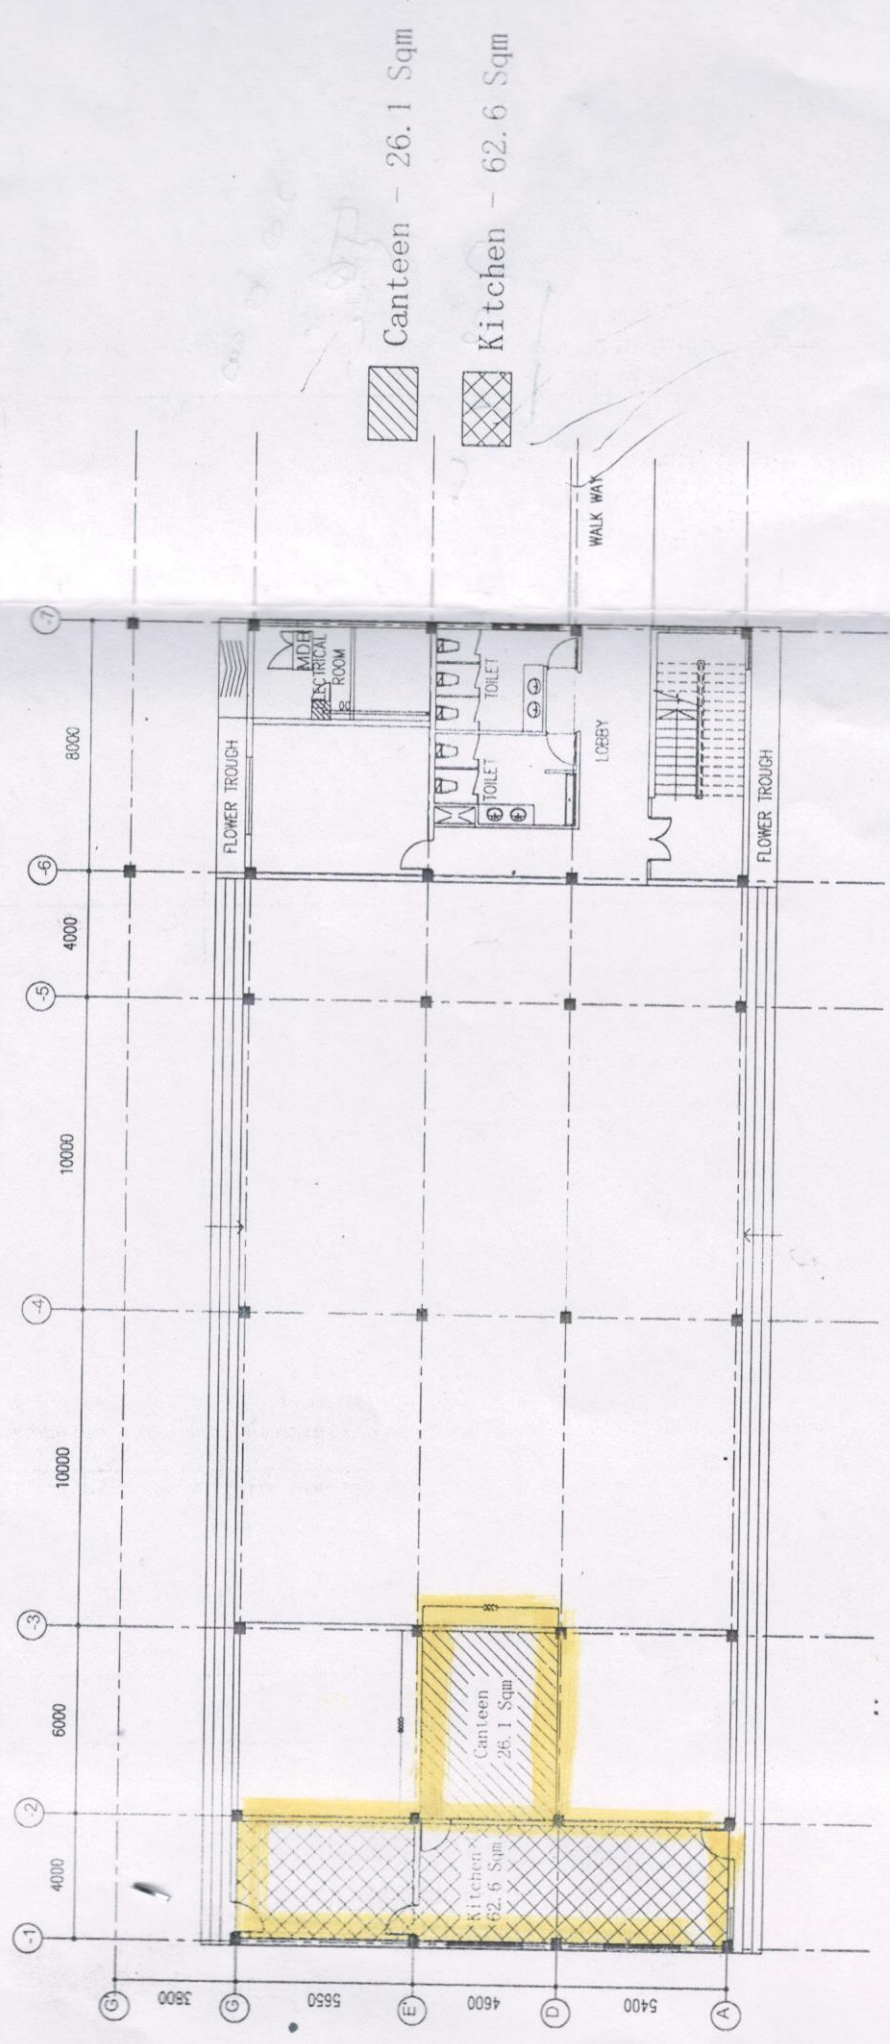 Canteen - 26.1 Sqm
Kitchen - 62.6 Sqm
WALK WAY
-7
8000
-6
4000
-5
10000
-4
10000
-3
6000
-2
4000
-1
FLOWER TROUGH
MDB
ELECTRICAL
ROOM
TOILET
TOILET
LOBBY
FLOWER TROUGH
Canteen
26.1 Sqm
Kitchen
62.6 Sqm
G'
3800
G
5650
E'
4600
D
5400
A